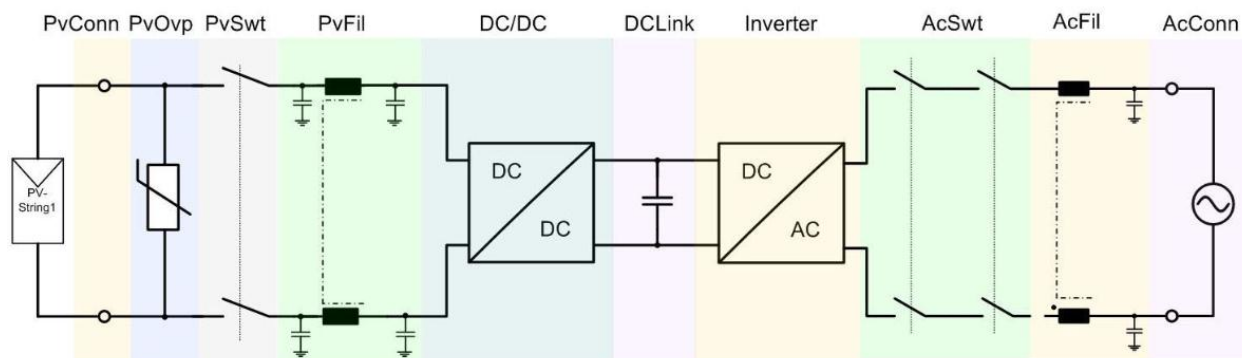 PvConn PvOvp PvSwt PvFil DC/DC DCLink Inverter AcSwt AcFil AcConn
PV-
String1
DC
DC
DC
AC